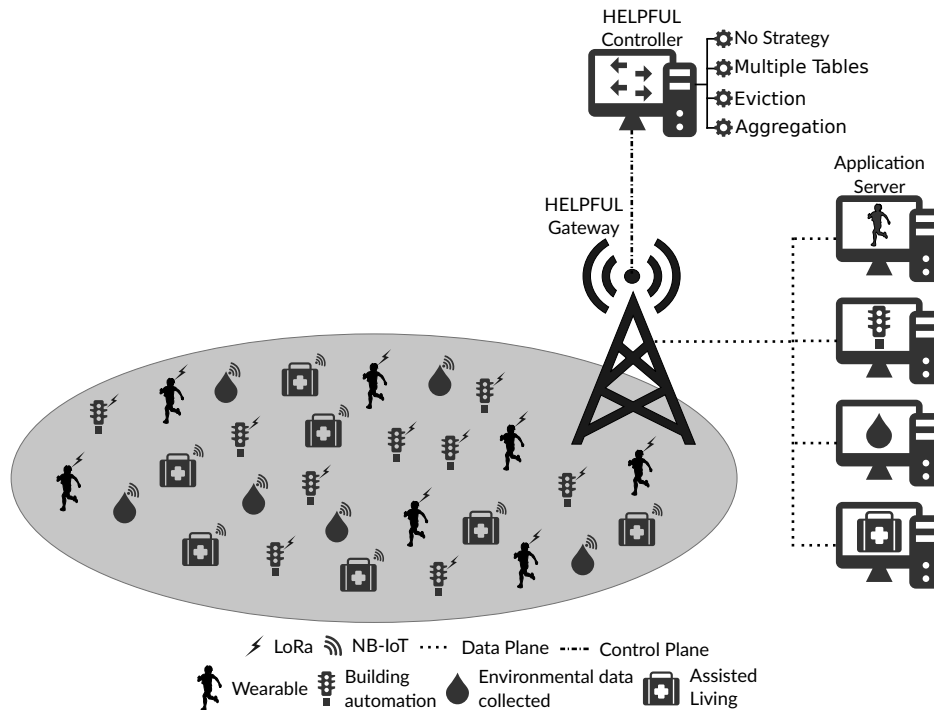 HELPFUL
Controller
No Strategy
Multiple Tables
Eviction
Aggregation
Application
Server
HELPFUL
Gateway
LoRa
NB-IoT
Data Plane
Control Plane
Wearable
Building
automation
Environmental data
collected
Assisted
Living